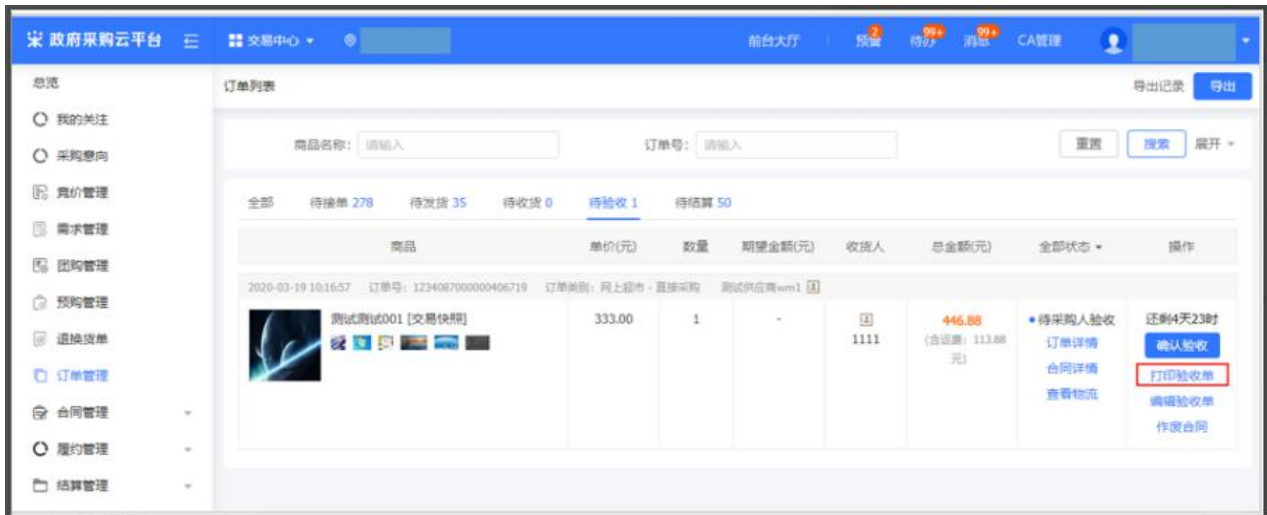 政府采购云平台 交易中心 前台大厅 预警 2 待办 99+ 消息 99+ CA管理
总览
订单列表 导出记录 导出
我的关注
商品名称： 请输入 订单号： 请输入 重置 搜索 展开
采购意向
竞价管理
全部 待接单 278 待发货 35 待收货 0 待验收 1 待结算 50
需求管理
商品 单价(元) 数量 期望金额(元) 收货人 总金额(元) 全部状态 操作
团购管理
2020-03-19 10:16:57 订单号：1234087000000406719 订单类别：网上超市 - 直接采购 测试供应商wm1
预购管理
测试测试001 [交易快照] 333.00 1 - 1111 446.88 (含运费：113.88元) 待采购人验收 还剩4天23时
退换货单
订单详情 确认验收
订单管理
合同详情 打印验收单
查看物流 编辑验收单
合同管理
作废合同
履约管理
结算管理